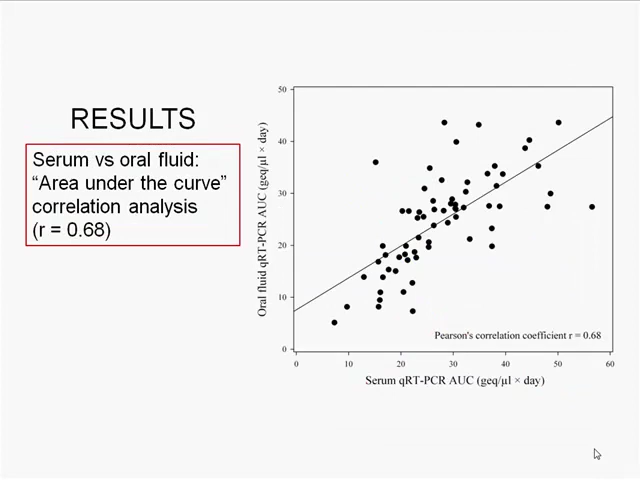 RESULTS
Serum vs oral fluid:
“Area under the curve”
correlation analysis
(r = 0.68)
Oral fluid qRT-PCR AUC (geq/µl × day)
50
40
30
20
10
0
Pearson's correlation coefficient r = 0.68
0 10 20 30 40 50 60
Serum qRT-PCR AUC (geq/µl × day)